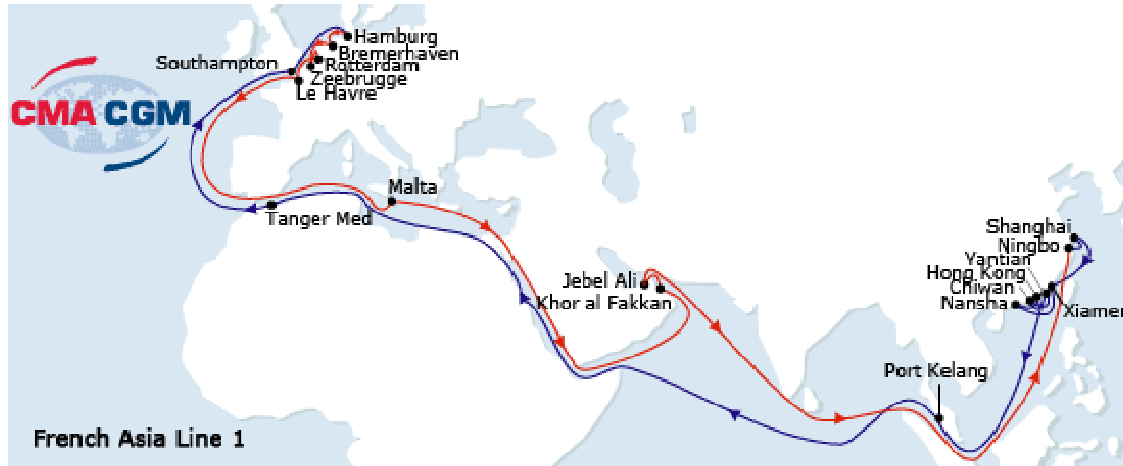 Hamburg
Bremerhaven
Southampton
Rotterdam
Zeebrugge
Le Havre
CMA CGM
Malta
Tanger Med
Shanghai
Ningbo
Yantian
Jebel Ali
Hong Kong
Khor al Fakkan
Chiwan
Nansha
Xiamen
Port Kelang
French Asia Line 1